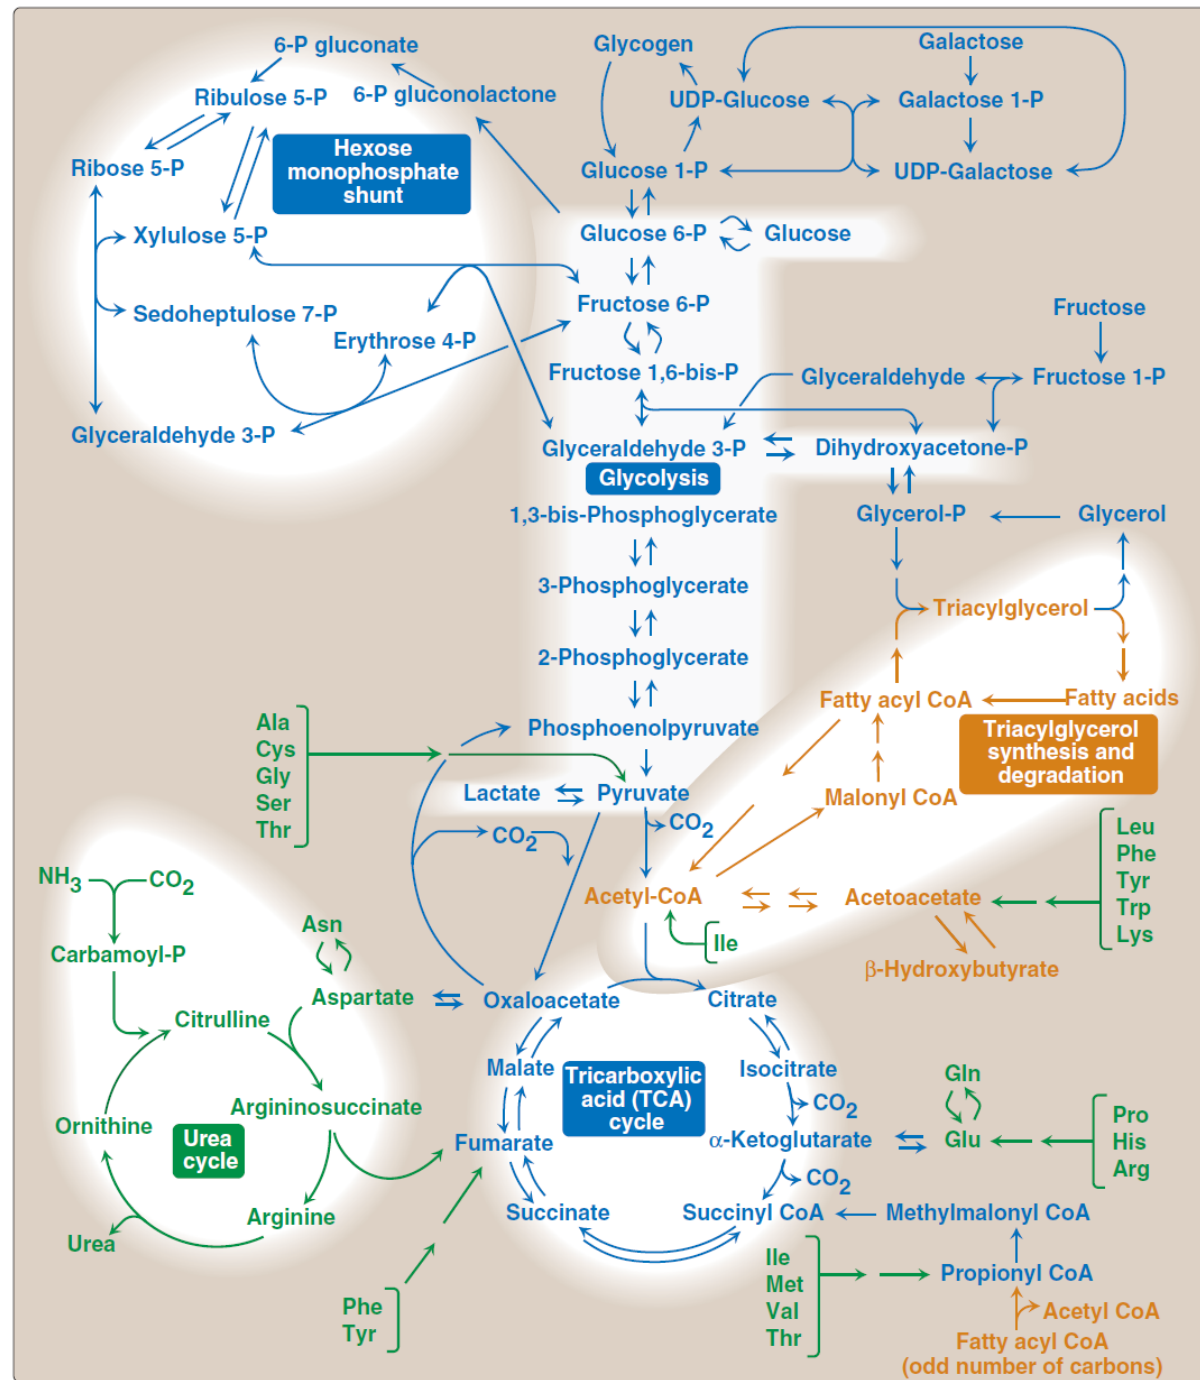 6-P gluconate
Glycogen
Galactose
Ribulose 5-P
6-P gluconolactone
UDP-Glucose
Galactose 1-P
Hexose
monophosphate
shunt
Ribose 5-P
Glucose 1-P
UDP-Galactose
Xylulose 5-P
Glucose 6-P
Glucose
Sedoheptulose 7-P
Fructose 6-P
Fructose
Erythrose 4-P
Fructose 1,6-bis-P
Glyceraldehyde
Fructose 1-P
Glyceraldehyde 3-P
Glyceraldehyde 3-P
Dihydroxyacetone-P
Glycolysis
1,3-bis-Phosphoglycerate
Glycerol-P
Glycerol
3-Phosphoglycerate
Triacylglycerol
2-Phosphoglycerate
Fatty acyl CoA
Fatty acids
Ala
Cys
Gly
Ser
Thr
Phosphoenolpyruvate
Triacylglycerol
synthesis and
degradation
Lactate
Pyruvate
Malonyl CoA
CO2
CO2
Leu
Phe
Tyr
Trp
Lys
NH3
CO2
Acetyl-CoA
Acetoacetate
Asn
Ile
Carbamoyl-P
β-Hydroxybutyrate
Aspartate
Oxaloacetate
Citrate
Citrulline
Malate
Tricarboxylic
acid (TCA)
cycle
Isocitrate
Gln
CO2
Argininosuccinate
Ornithine
Urea
cycle
Fumarate
α-Ketoglutarate
Glu
Pro
His
Arg
CO2
Arginine
Succinate
Succinyl CoA
Methylmalonyl CoA
Urea
Ile
Met
Val
Thr
Propionyl CoA
Phe
Tyr
Acetyl CoA
Fatty acyl CoA
(odd number of carbons)